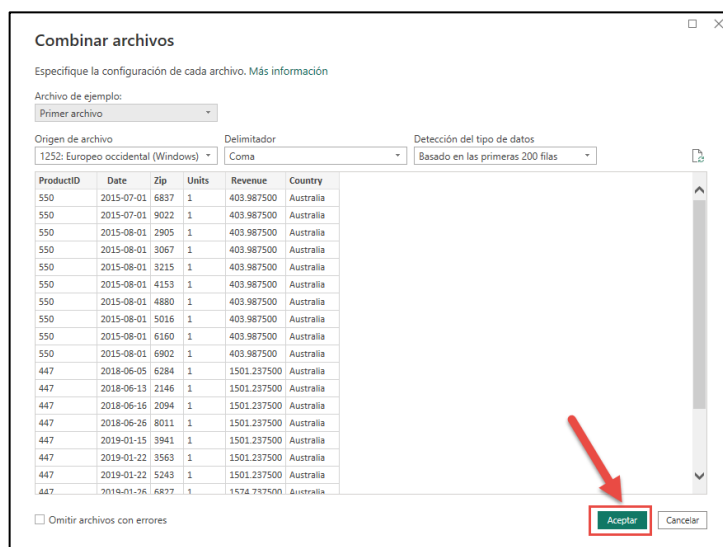 Combinar archivos
Especifique la configuración de cada archivo. Más información
Archivo de ejemplo:
Primer archivo
Origen de archivo Delimitador Detección del tipo de datos
1252: Europeo occidental (Windows) Coma Basado en las primeras 200 filas
ProductID Date Zip Units Revenue Country
550 2015-07-01 6837 1 403.987500 Australia
550 2015-07-01 9022 1 403.987500 Australia
550 2015-08-01 2905 1 403.987500 Australia
550 2015-08-01 3067 1 403.987500 Australia
550 2015-08-01 3215 1 403.987500 Australia
550 2015-08-01 4153 1 403.987500 Australia
550 2015-08-01 4880 1 403.987500 Australia
550 2015-08-01 5016 1 403.987500 Australia
550 2015-08-01 6160 1 403.987500 Australia
550 2015-08-01 6902 1 403.987500 Australia
447 2018-06-05 6284 1 1501.237500 Australia
447 2018-06-13 2146 1 1501.237500 Australia
447 2018-06-16 2094 1 1501.237500 Australia
447 2018-06-26 8011 1 1501.237500 Australia
447 2019-01-15 3941 1 1501.237500 Australia
447 2019-01-22 3563 1 1501.237500 Australia
447 2019-01-22 5243 1 1501.237500 Australia
447 2019-01-26 6827 1 1574.737500 Australia
Omitir archivos con errores Aceptar Cancelar